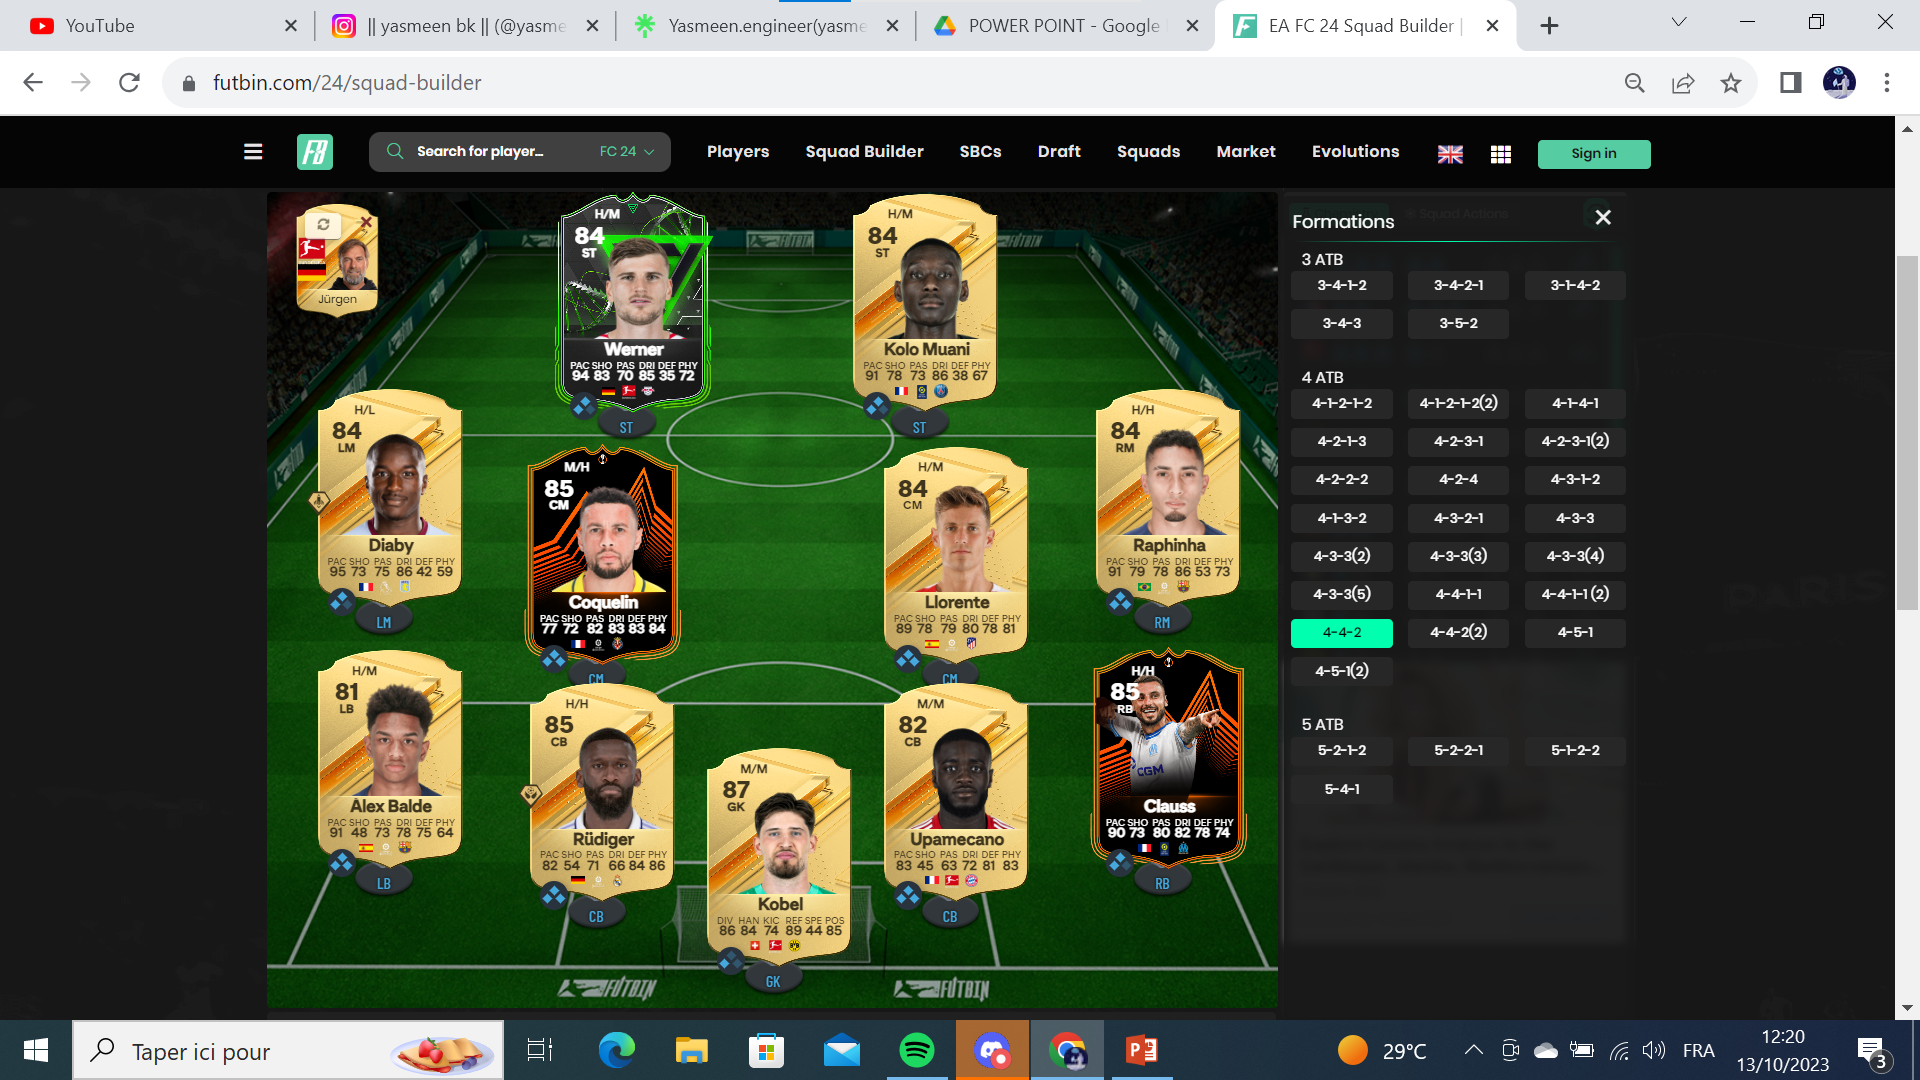 YouTube
|| yasmeen bk || (@yasme
Yasmeen.engineer(yasme
POWER POINT - Google
EA FC 24 Squad Builder |
futbin.com/24/squad-builder
Search for player...
FC 24
Players
Squad Builder
SBCs
Draft
Squads
Market
Evolutions
Sign in
Jürgen
H/M
84
ST
Werner
PAC SHO PAS DRI DEF PHY
94 83 70 85 35 72
ST
H/M
84
ST
Kolo Muani
PAC SHO PAS DRI DEF PHY
91 78 73 86 38 67
ST
H/L
84
LM
Diaby
PAC SHO PAS DRI DEF PHY
95 73 75 86 42 59
LM
M/H
85
CM
Coquelin
PAC SHO PAS DRI DEF PHY
77 72 82 83 83 84
CM
H/M
84
CM
Llorente
PAC SHO PAS DRI DEF PHY
89 78 79 80 78 81
CM
H/H
84
RM
Raphinha
PAC SHO PAS DRI DEF PHY
91 79 78 86 53 73
RM
H/M
81
LB
Álex Balde
PAC SHO PAS DRI DEF PHY
91 48 73 78 75 64
LB
H/H
85
CB
Rüdiger
PAC SHO PAS DRI DEF PHY
82 54 71 66 84 86
CB
M/M
87
GK
Kobel
DIV HAN KIC REF SPE POS
86 84 74 89 44 85
GK
M/M
82
CB
Upamecano
PAC SHO PAS DRI DEF PHY
83 45 63 72 81 83
CB
H/H
85
RB
CGM
Clauss
PAC SHO PAS DRI DEF PHY
90 73 80 82 78 74
RB
FUTBIN
FUTBIN
Squad Actions
Formations
3 ATB
3-4-1-2
3-4-2-1
3-1-4-2
3-4-3
3-5-2
4 ATB
4-1-2-1-2
4-1-2-1-2(2)
4-1-4-1
4-2-1-3
4-2-3-1
4-2-3-1(2)
4-2-2-2
4-2-4
4-3-1-2
4-1-3-2
4-3-2-1
4-3-3
4-3-3(2)
4-3-3(3)
4-3-3(4)
4-3-3(5)
4-4-1-1
4-4-1-1 (2)
4-4-2
4-4-2(2)
4-5-1
4-5-1(2)
5 ATB
5-2-1-2
5-2-2-1
5-1-2-2
5-4-1
PARIS
Taper ici pour
29°C
FRA
12:20
13/10/2023
3